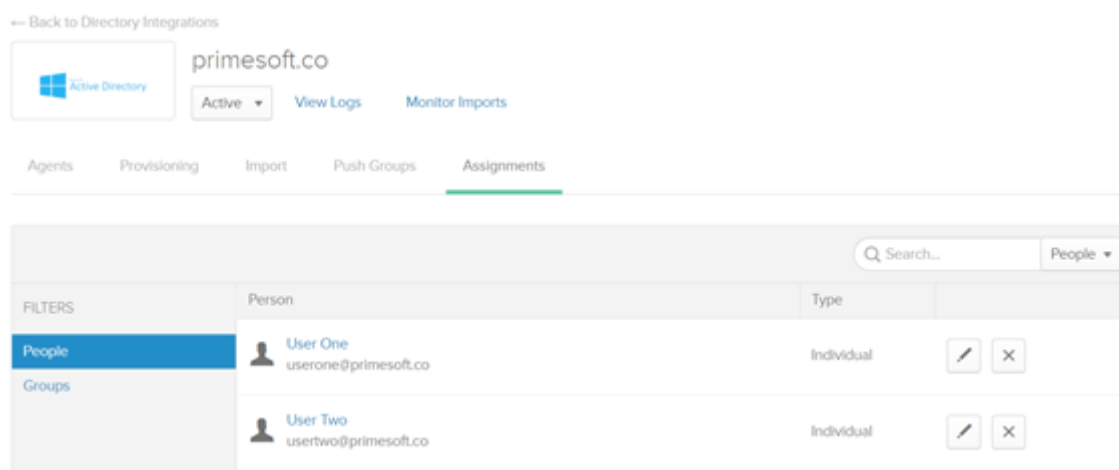 ← Back to Directory Integrations
primesoft.co
Active Directory
Active ▾ View Logs Monitor Imports
Agents Provisioning Import Push Groups Assignments
Search... People ▾
FILTERS
Person Type
People
Groups
User One
userone@primesoft.co
Individual
User Two
usertwo@primesoft.co
Individual